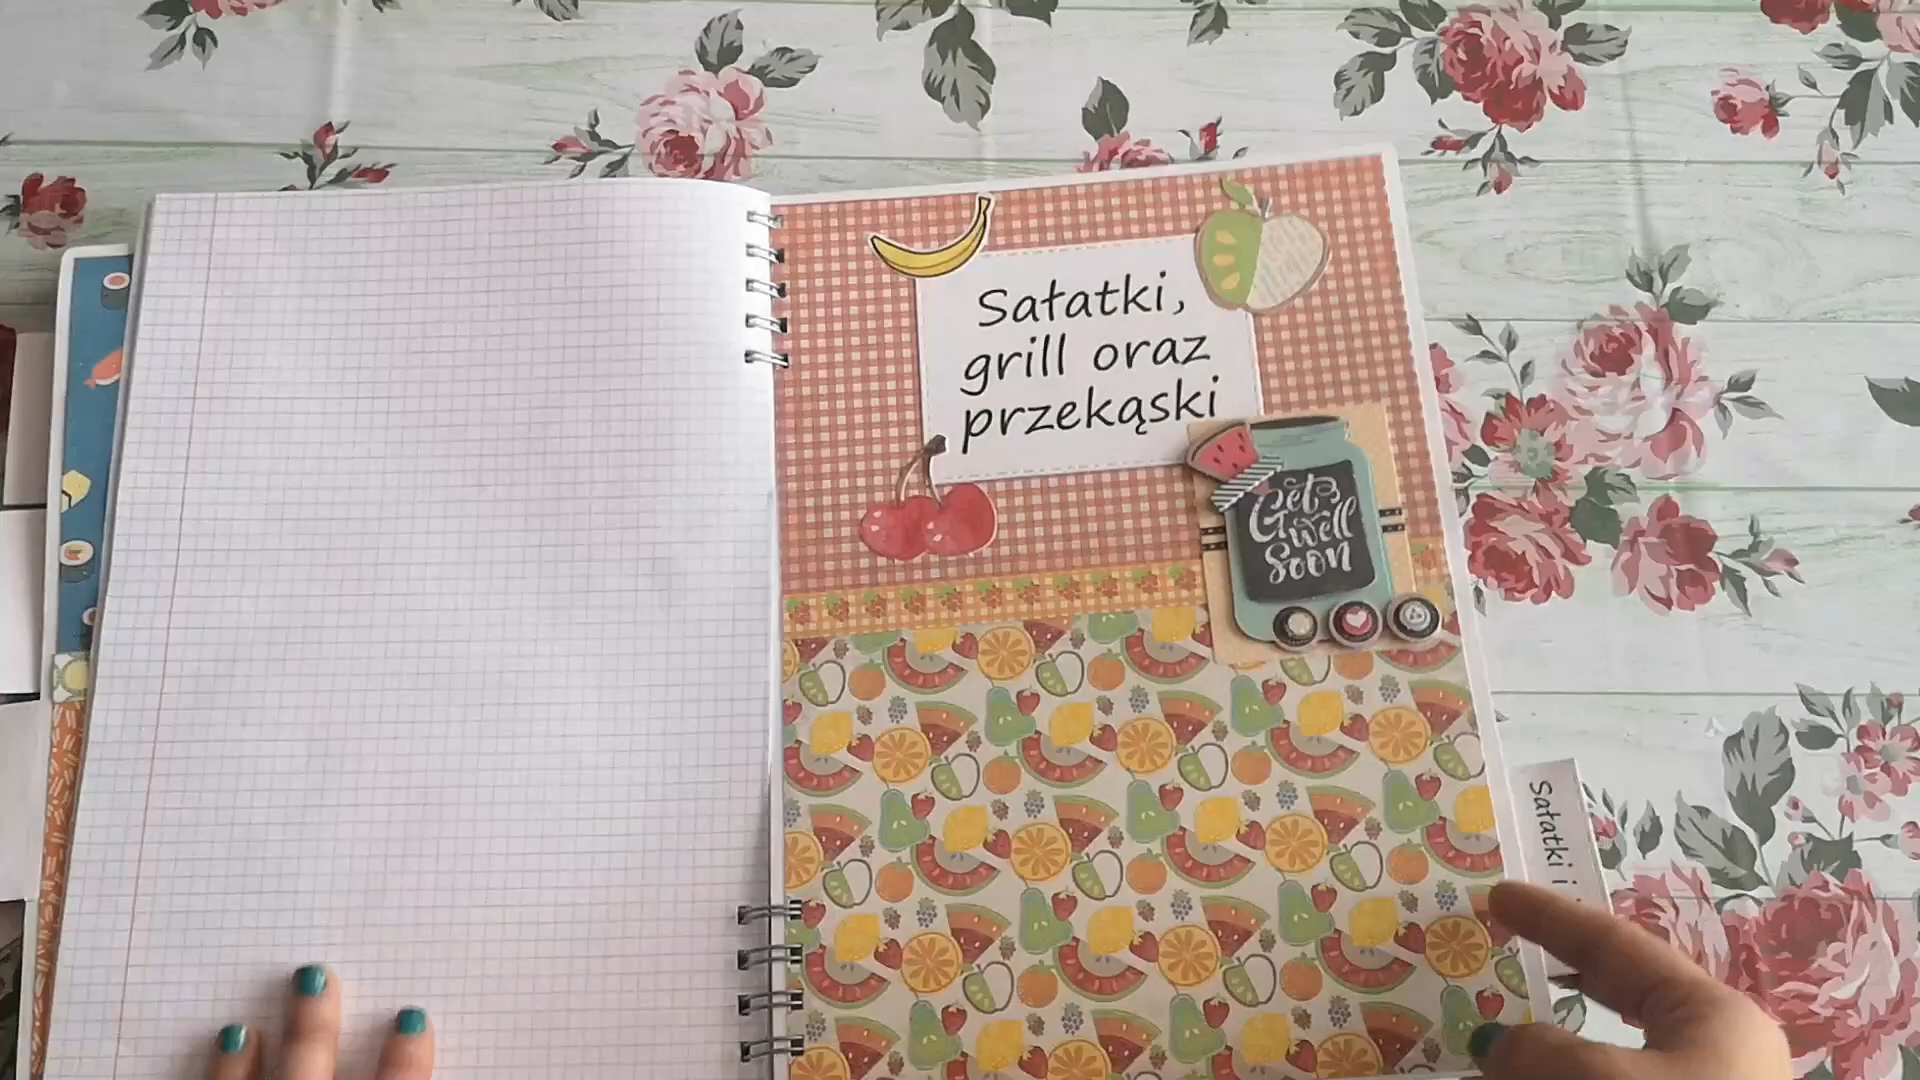 Sałatki,
grill oraz
przekąski
Get
well
Soon
Sałatki i